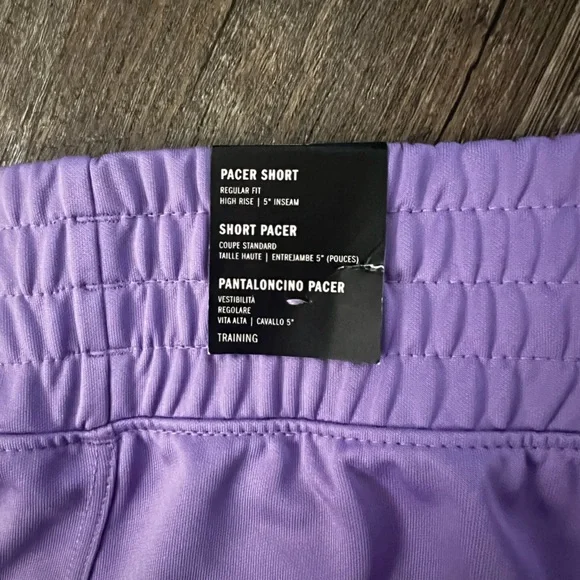 PACER SHORT
REGULAR FIT
HIGH RISE | 5" INSEAM
SHORT PACER
COUPE STANDARD
TAILLE HAUTE | ENTREJAMBE 5" (POUCES)
PANTALONCINO PACER
VESTIBILITÀ
REGOLARE
VITA ALTA | CAVALLO 5"
TRAINING